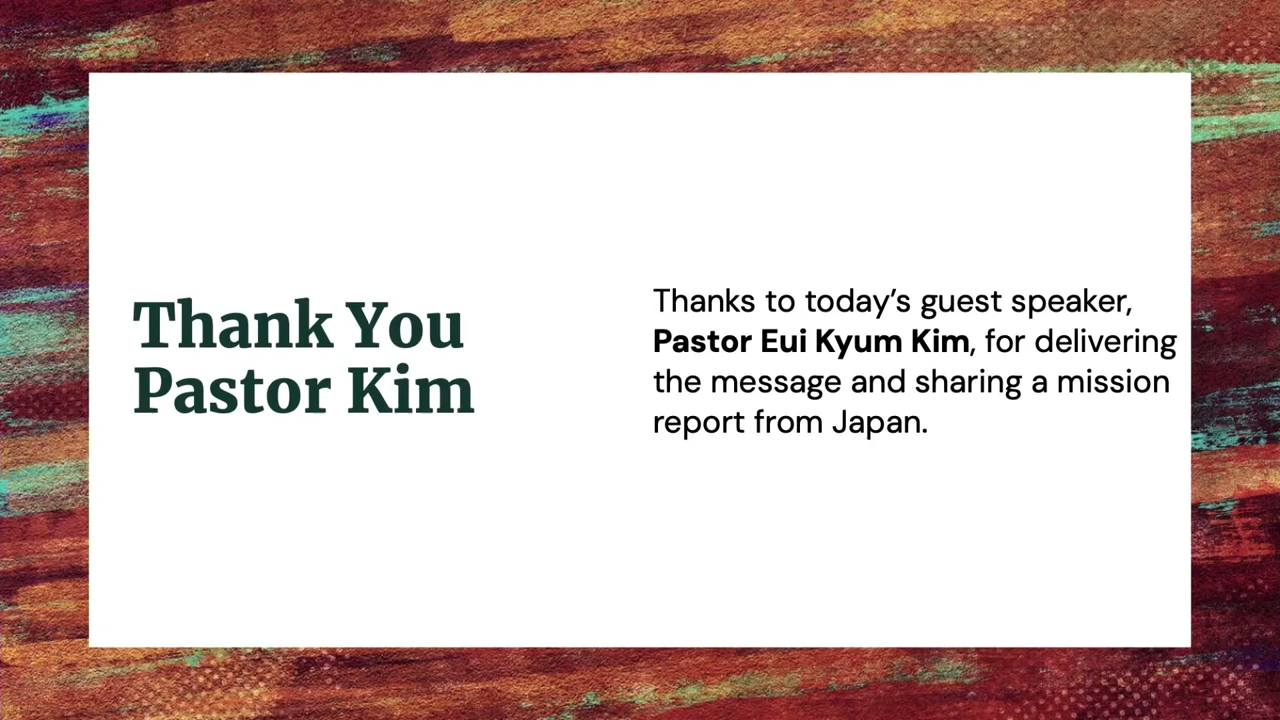 Thank You
Pastor Kim
Thanks to today’s guest speaker,
Pastor Eui Kyum Kim, for delivering
the message and sharing a mission
report from Japan.